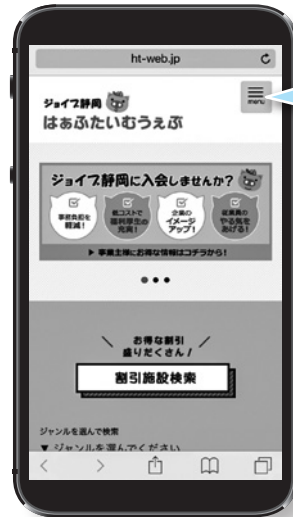 ht-web.jp
ジョイブ静岡
はぁふたいむうぇぶ
menu
ジョイブ静岡に入会しませんか?
事務負担を
軽減!
低コストで
福利厚生の
充実!
企業の
イメージ
アップ!
従業員の
やる気を
あげる!
▶ 事業主様にお得な情報はコチラから!
お得な割引
盛りだくさん!
割引施設検索
ジャンルを選んで検索
▼ ジャンルを選んでください